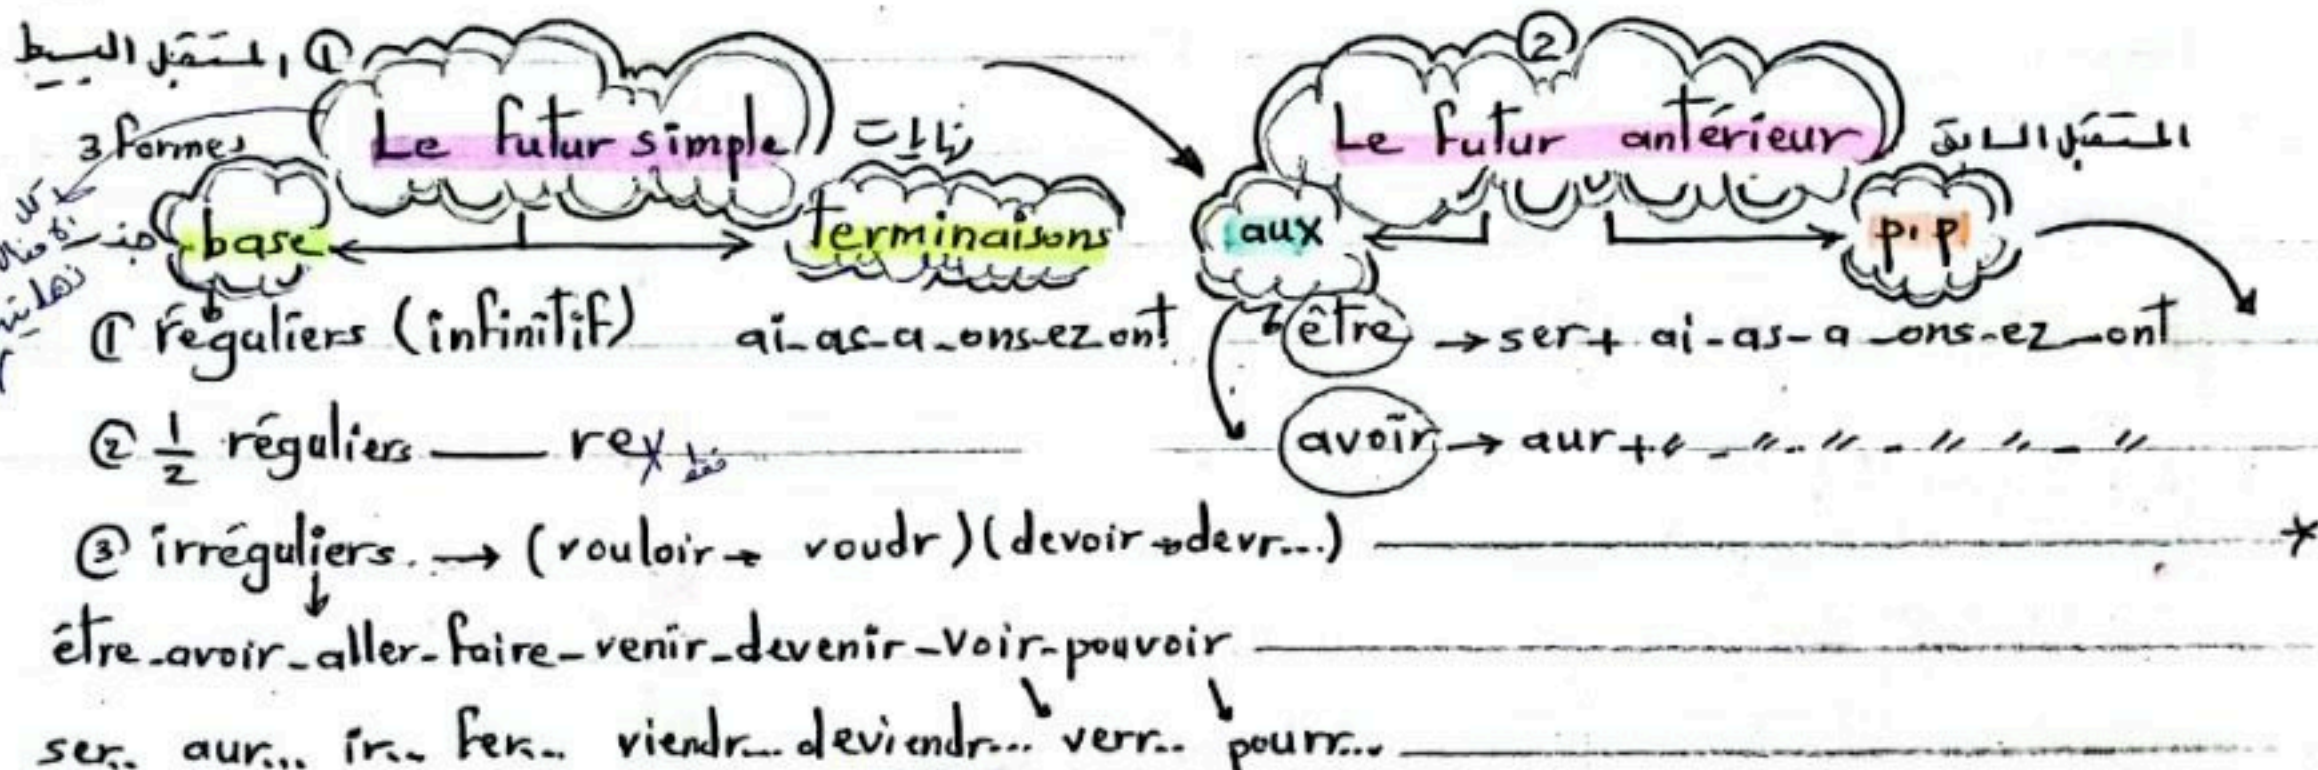 المستقبل البسيط ①
②
3 formes Le futur simple نهايات
Le futur antérieur المستقبل السابق
base terminaisons
aux p.p
① réguliers (infinitif) ai-as-a-ons-ez-ont
être → ser + ai-as-a-ons-ez-ont
② 1/2 réguliers — re فقط
avoir → aur + " - " - " - " " - "
③ irréguliers → (vouloir → voudr) (devoir → devr...) *
être-avoir-aller-faire-venir-devenir-voir-pouvoir
ser.. aur... ir... fer... viendr... deviendr... verr.. pourr...